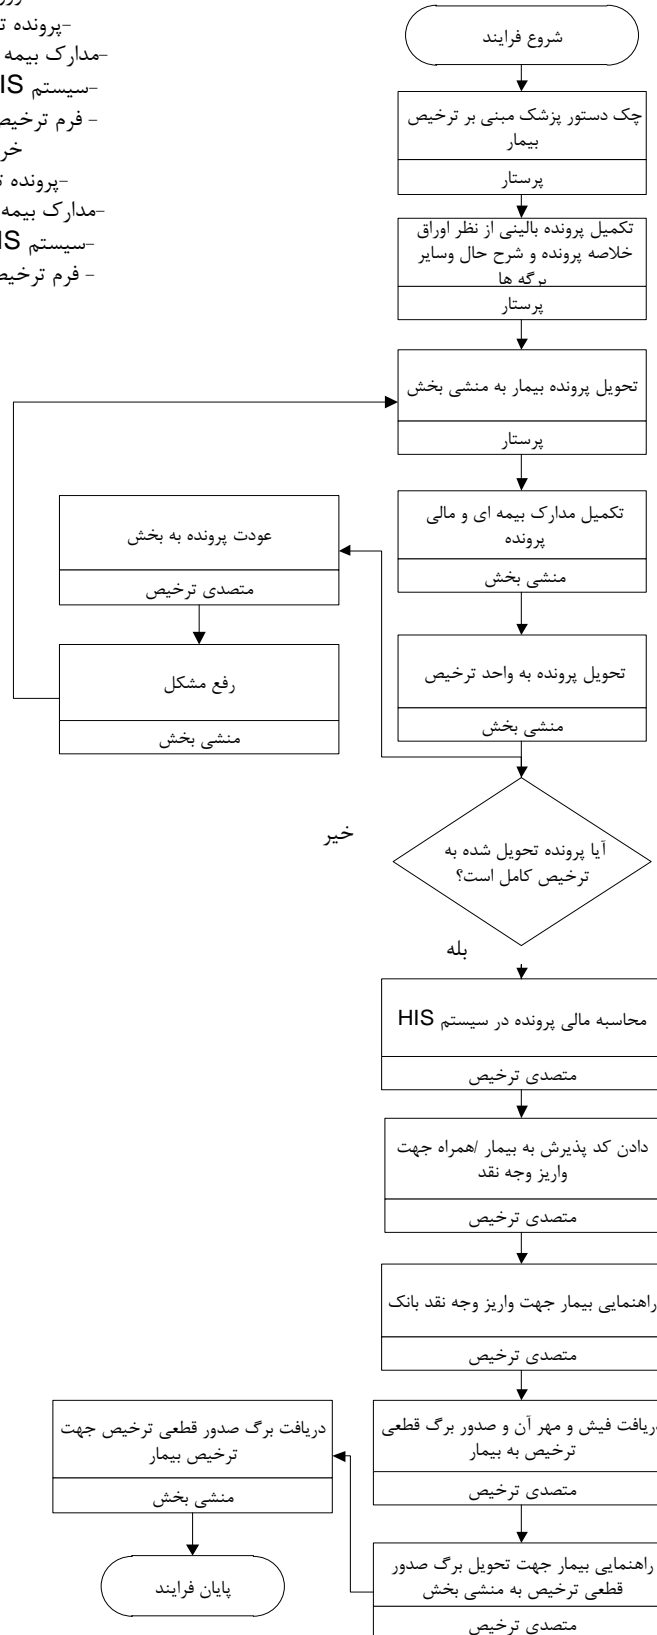 -پرونده
-مدارک بیمه
-سیستم
- فرم
-پرونده
-مدارک بیمه
-سیستم
- فرم
شروع فرایند
چک دستور پزشک مبنی بر ترخیص
بیمار
پرستار
تکمیل پرونده بالینی از نظر اوراق
خلاصه پرونده و شرح حال وسایر
برگه ها
پرستار
تحویل پرونده بیمار به منشی بخش
پرستار
تکمیل مدارک بیمه ای و مالی
پرونده
منشی بخش
عودت پرونده به بخش
متصدی ترخیص
تحویل پرونده به واحد ترخیص
منشی بخش
رفع مشکل
منشی بخش
خیر
آیا پرونده تحویل شده به
ترخیص کامل است؟
بله
محاسبه مالی پرونده در سیستم HIS
متصدی ترخیص
دادن کد پذیرش به بیمار /همراه جهت
واریز وجه نقد
متصدی ترخیص
راهنمایی بیمار جهت واریز وجه نقد بانک
متصدی ترخیص
دریافت فیش و مهر آن و صدور برگ قطعی
ترخیص به بیمار
متصدی ترخیص
دریافت برگ صدور قطعی ترخیص جهت
ترخیص بیمار
منشی بخش
راهنمایی بیمار جهت تحویل برگ صدور
قطعی ترخیص به منشی بخش
متصدی ترخیص
پایان فرایند